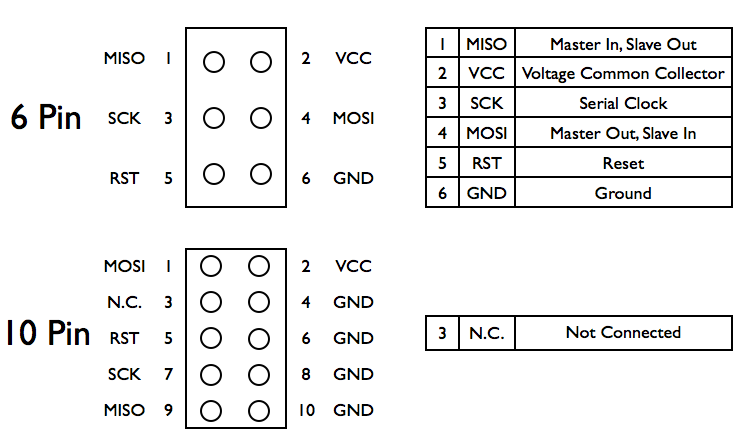 MISO 1 2 VCC
6 Pin SCK 3 4 MOSI
RST 5 6 GND
1 MISO Master In, Slave Out
2 VCC Voltage Common Collector
3 SCK Serial Clock
4 MOSI Master Out, Slave In
5 RST Reset
6 GND Ground
MOSI 1 2 VCC
N.C. 3 4 GND
10 Pin RST 5 6 GND
SCK 7 8 GND
MISO 9 10 GND
3 N.C. Not Connected